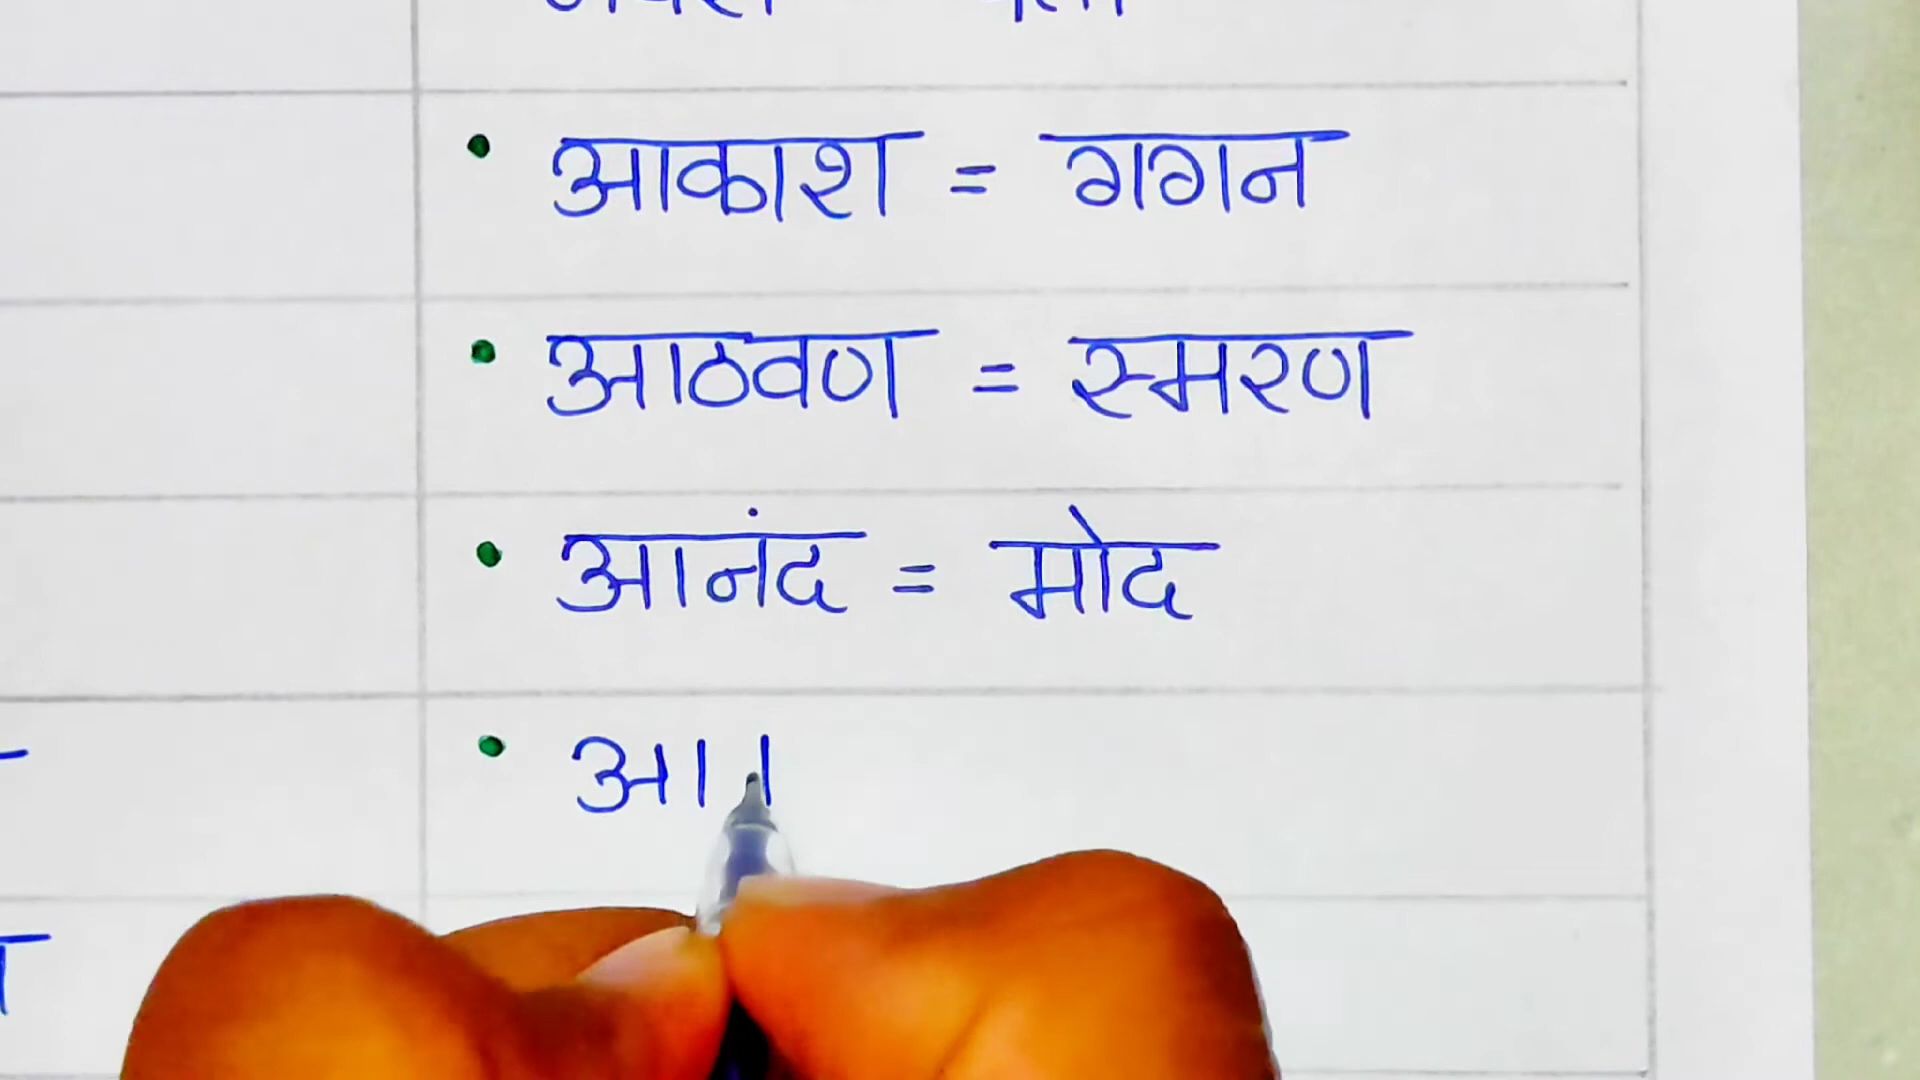 • आकाश = गगन
• आठवण = स्मरण
• आनंद = मोद
• आ